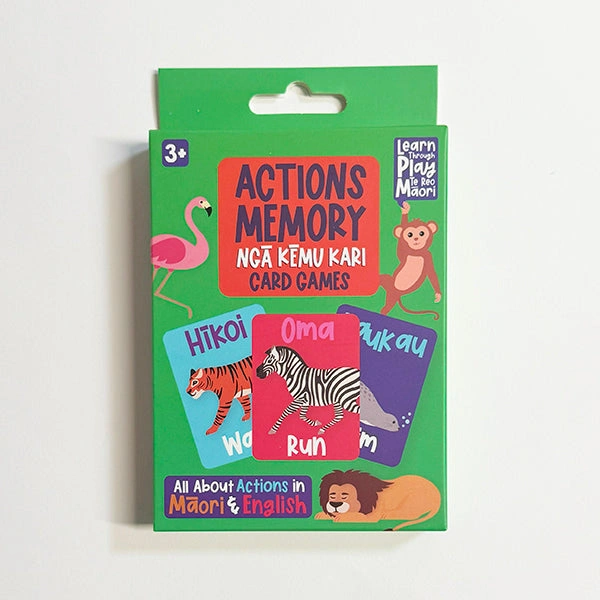 3+
Learn
Through
Play
Te Reo
Māori
ACTIONS
MEMORY
NGĀ KĒMU KARI
CARD GAMES
Hīkoi
Oma
Run
All About Actions in
Māori & English